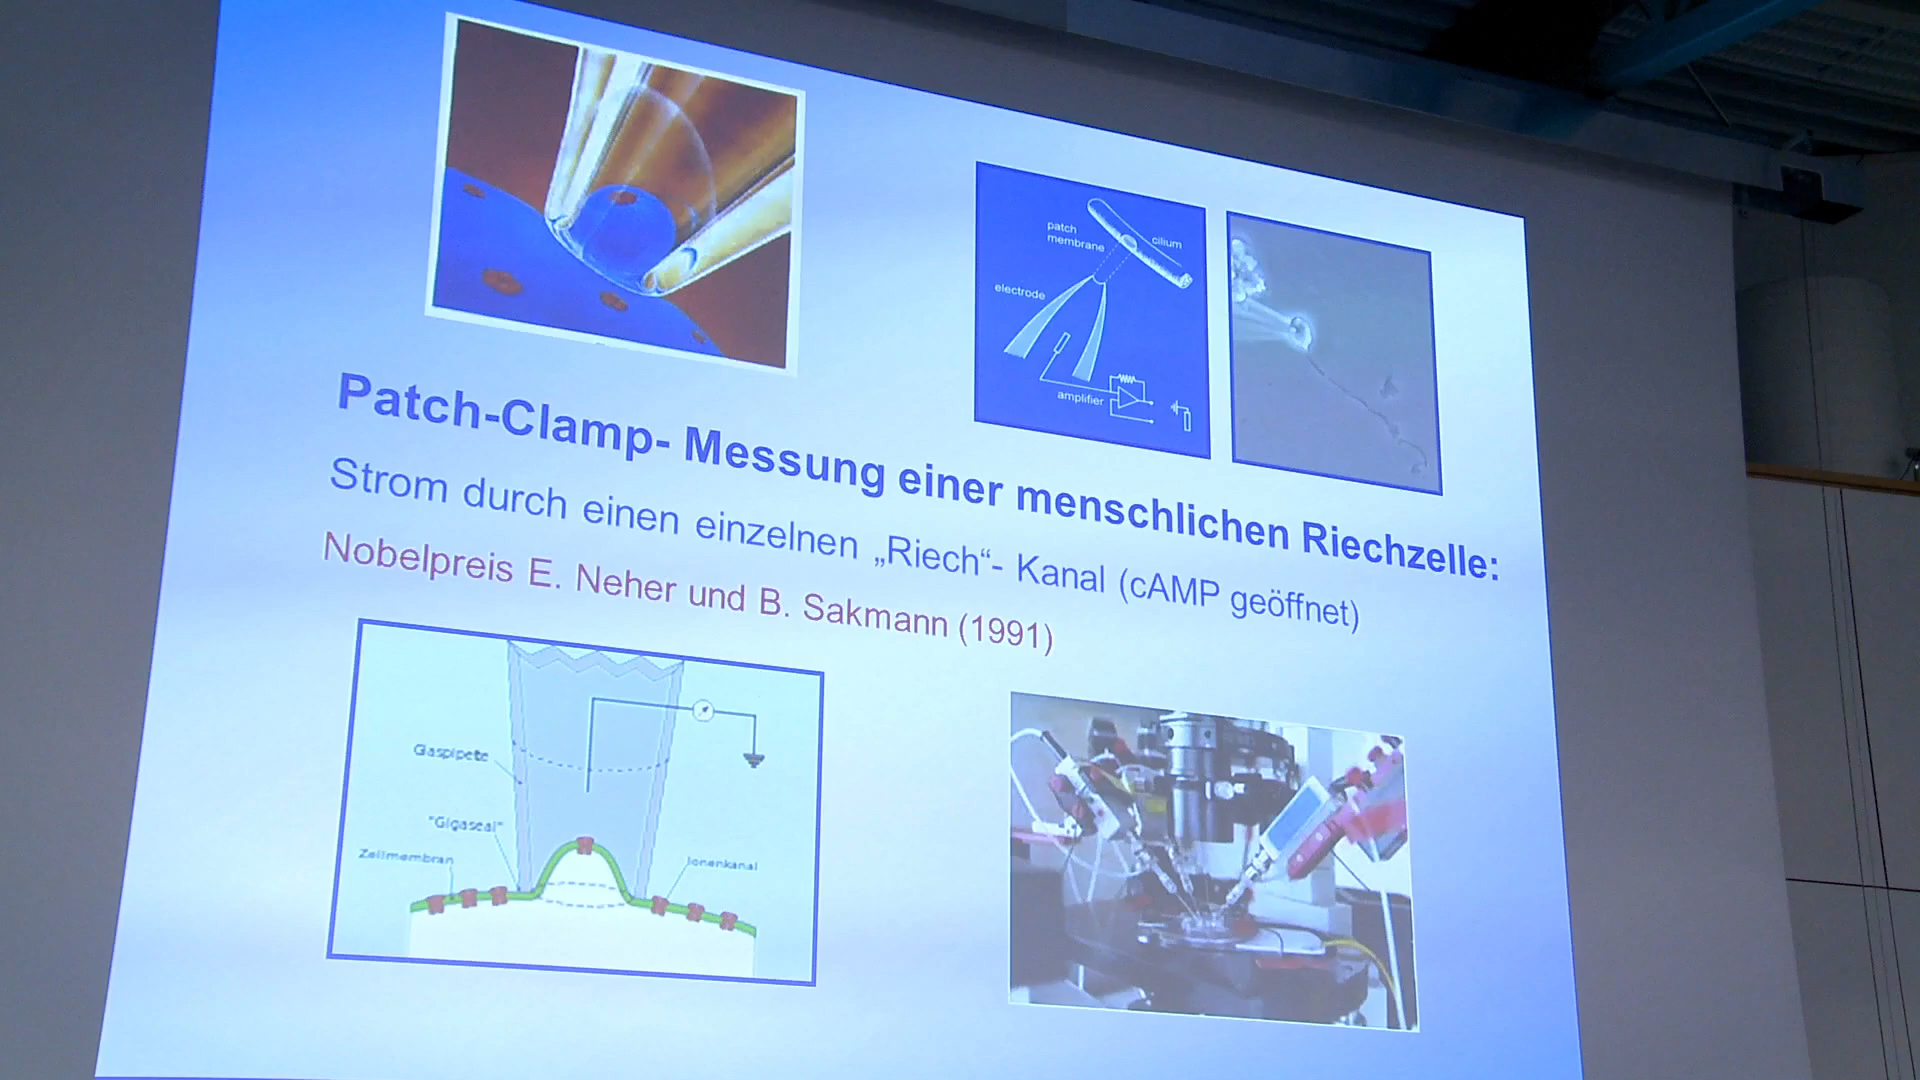 patch
membrane
cilium
electrode
amplifier
Patch-Clamp- Messung einer menschlichen Riechzelle:
Strom durch einen einzelnen „Riech“- Kanal (cAMP geöffnet)
Nobelpreis E. Neher und B. Sakmann (1991)
Glaspipette
"Gigaseal"
Zellmembran
Ionenkanal